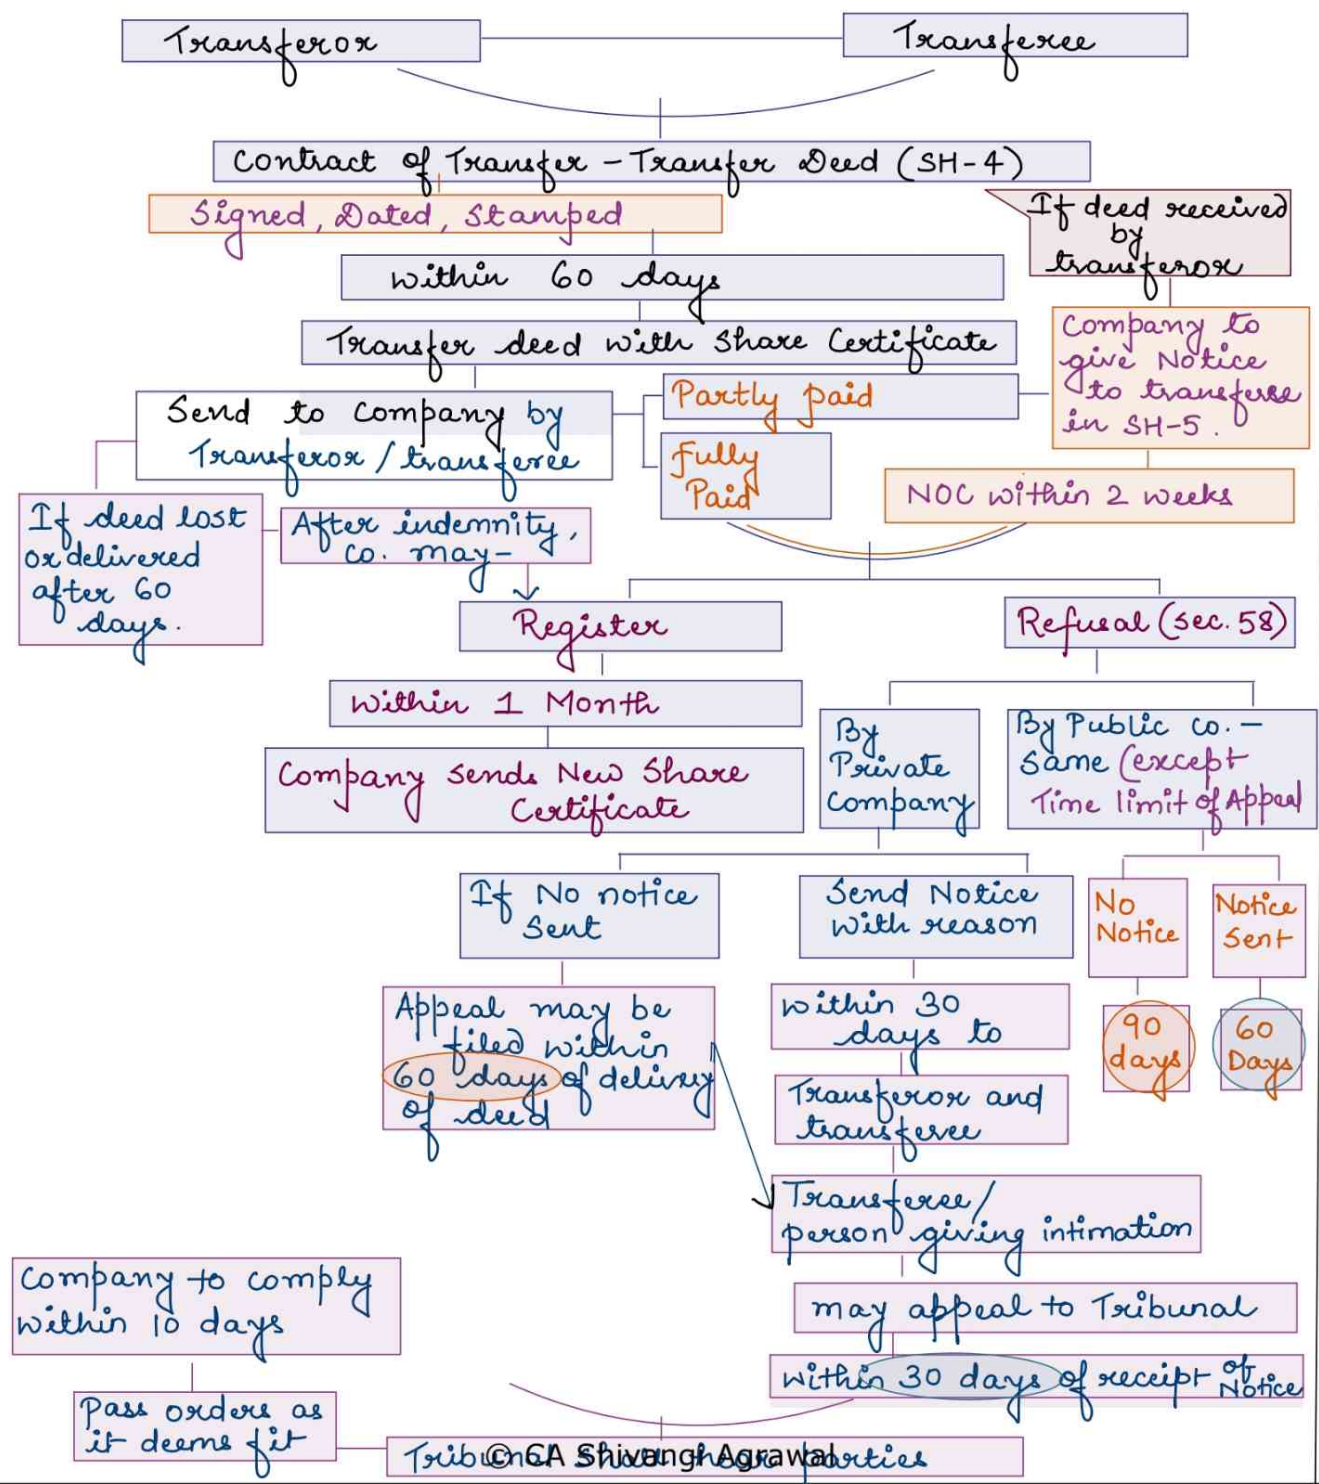 Transferor
Transferee
Contract of Transfer - Transfer Deed (SH-4)
Signed, Dated, Stamped
If deed received
by
transferor
within 60 days
Transfer deed with Share Certificate
Company to
give Notice
to transferee
in SH-5.
Send to Company by
Transferor/transferee
Partly paid
Fully
Paid
NOC within 2 weeks
If deed lost
or delivered
after 60
days.
After indemnity,
Co. may-
Register
Refusal (sec. 58)
Within 1 Month
Company sends New Share
Certificate
By
Private
Company
By Public co. -
Same (except
Time limit of Appeal
If No notice
Sent
Send Notice
with reason
No
Notice
Notice
Sent
Appeal may be
filed within
60 days of delivery
of deed
within 30
days to
90
days
60
Days
Transferor and
transferee
Transferee/
person giving intimation
may appeal to Tribunal
within 30 days of receipt of
Notice
Company to comply
within 10 days
Pass orders as
it deems fit
Tribunal shall hear parties
© CA Shivangi Agrawal